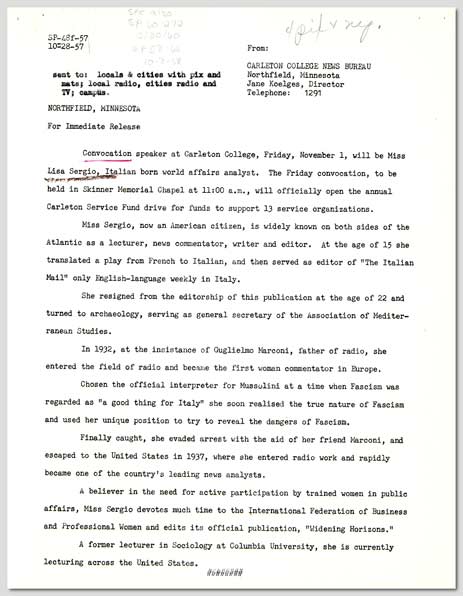 SPC 9/60
SP 60 272
10/20/60
SP 57-60
10-7-58
d pix & neg.
SP-48f-57
10-28-57
From:
CARLETON COLLEGE NEWS BUREAU
Northfield, Minnesota
Jane Koelges, Director
Telephone: 1291
sent to: locals & cities with pix and
mats; local radio, cities radio and
TV; campus.
NORTHFIELD, MINNESOTA
For Immediate Release
Convocation speaker at Carleton College, Friday, November 1, will be Miss
Lisa Sergio, Italian born world affairs analyst. The Friday convocation, to be
held in Skinner Memorial Chapel at 11:00 a.m., will officially open the annual
Carleton Service Fund drive for funds to support 13 service organizations.
Miss Sergio, now an American citizen, is widely known on both sides of the
Atlantic as a lecturer, news commentator, writer and editor. At the age of 15 she
translated a play from French to Italian, and then served as editor of "The Italian
Mail" only English-language weekly in Italy.
She resigned from the editorship of this publication at the age of 22 and
turned to archaeology, serving as general secretary of the Association of Mediter-
ranean Studies.
In 1932, at the insistance of Guglielmo Marconi, father of radio, she
entered the field of radio and became the first woman commentator in Europe.
Chosen the official interpreter for Mussolini at a time when Fascism was
regarded as "a good thing for Italy" she soon realised the true nature of Fascism
and used her unique position to try to reveal the dangers of Fascism.
Finally caught, she evaded arrest with the aid of her friend Marconi, and
escaped to the United States in 1937, where she entered radio work and rapidly
became one of the country's leading news analysts.
A believer in the need for active participation by trained women in public
affairs, Miss Sergio devotes much time to the International Federation of Business
and Professional Women and edits its official publication, "Widening Horizons."
A former lecturer in Sociology at Columbia University, she is currently
lecturing across the United States.
########